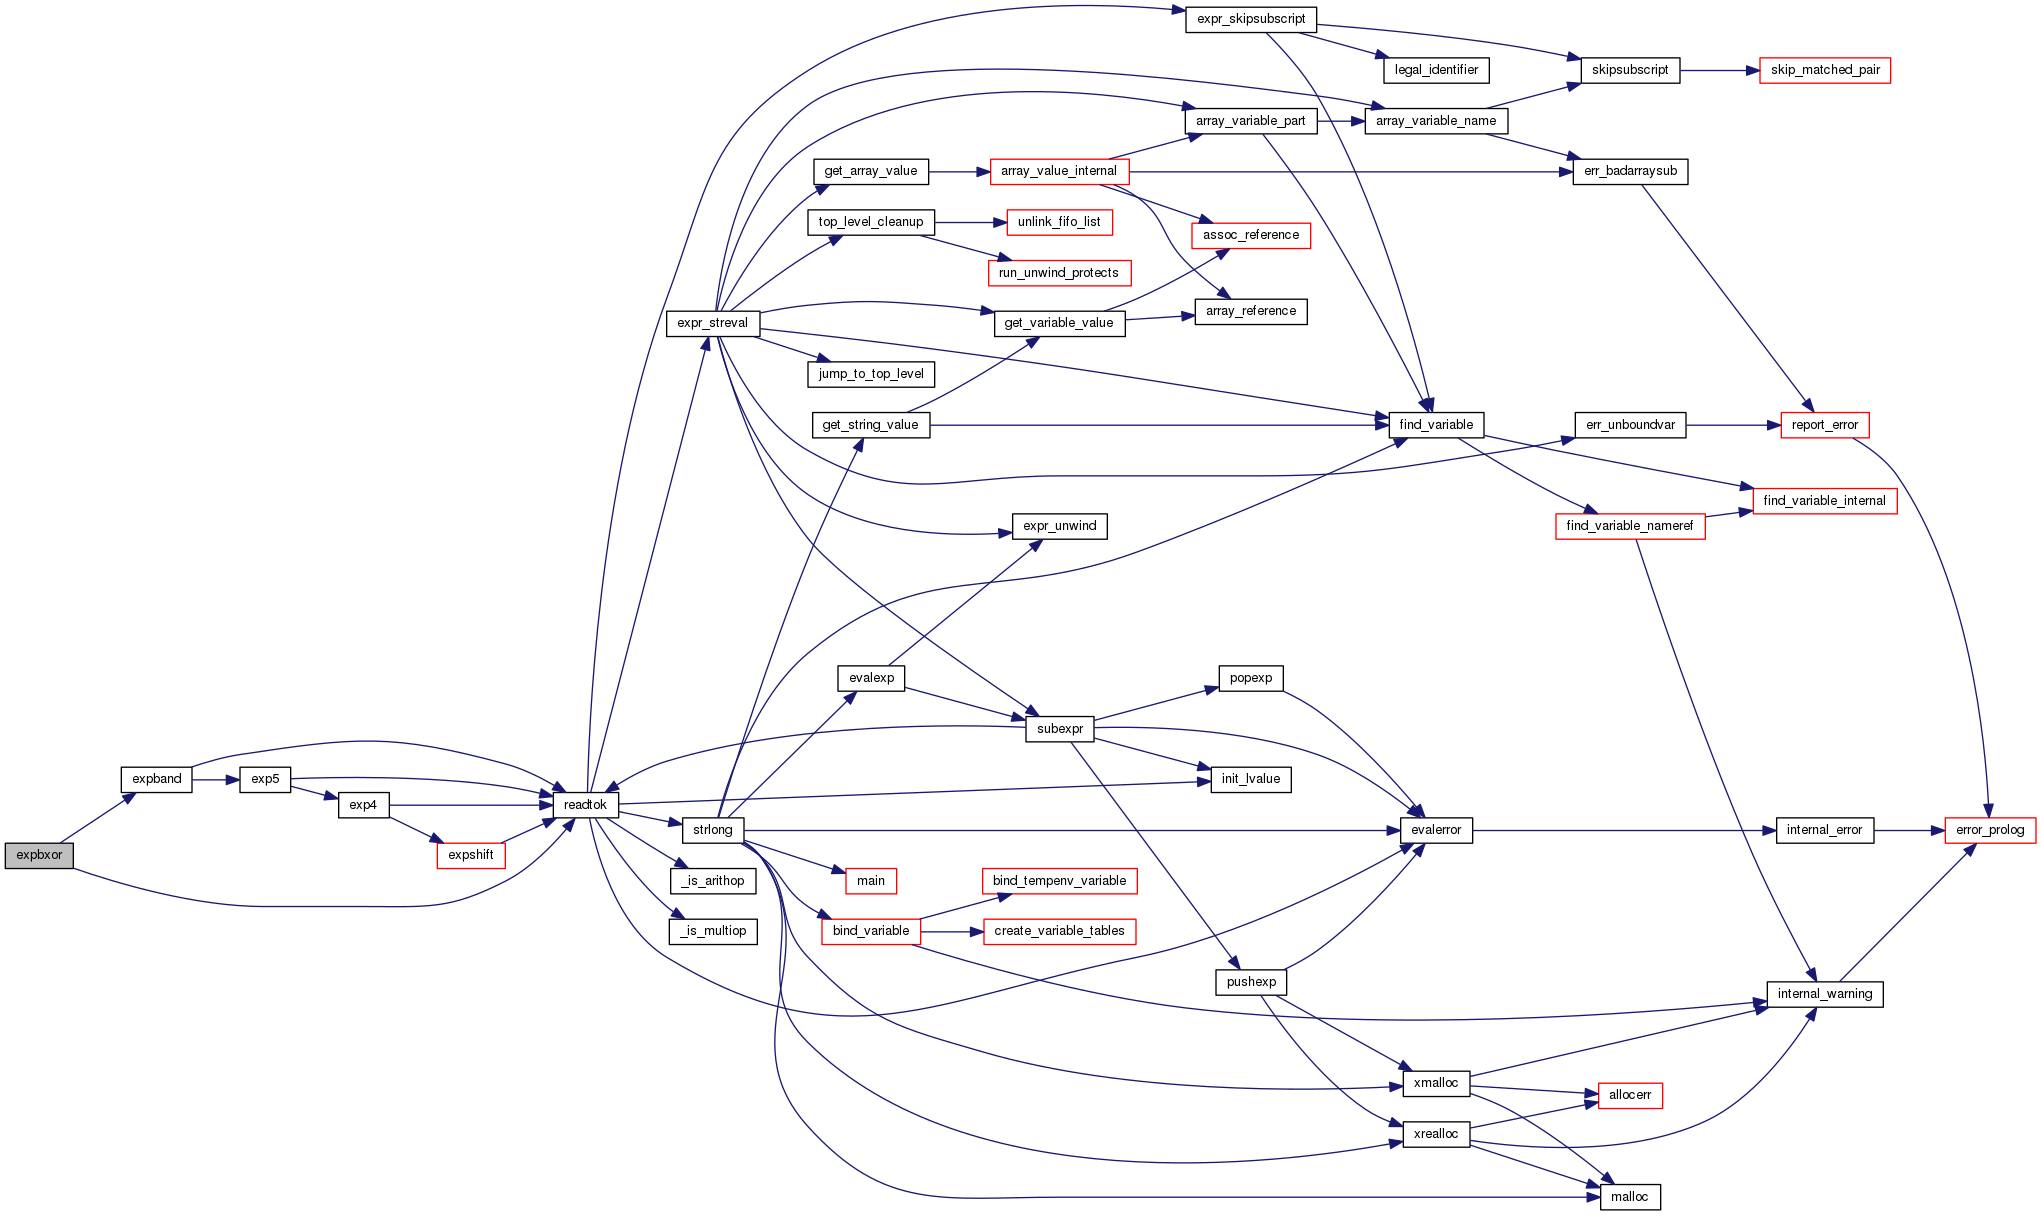 expr_skipsubscript
legal_identifier
skipsubscript
skip_matched_pair
array_variable_part
array_variable_name
get_array_value
array_value_internal
err_badarraysub
top_level_cleanup
unlink_fifo_list
assoc_reference
run_unwind_protects
array_reference
expr_streval
get_variable_value
jump_to_top_level
get_string_value
find_variable
err_unboundvar
report_error
find_variable_internal
expr_unwind
find_variable_nameref
evalexp
popexp
subexpr
expband
exp5
init_lvalue
exp4
readtok
strlong
evalerror
internal_error
error_prolog
expbxor
expshift
_is_arithop
main
bind_tempenv_variable
_is_multiop
bind_variable
create_variable_tables
pushexp
internal_warning
xmalloc
allocerr
xrealloc
malloc